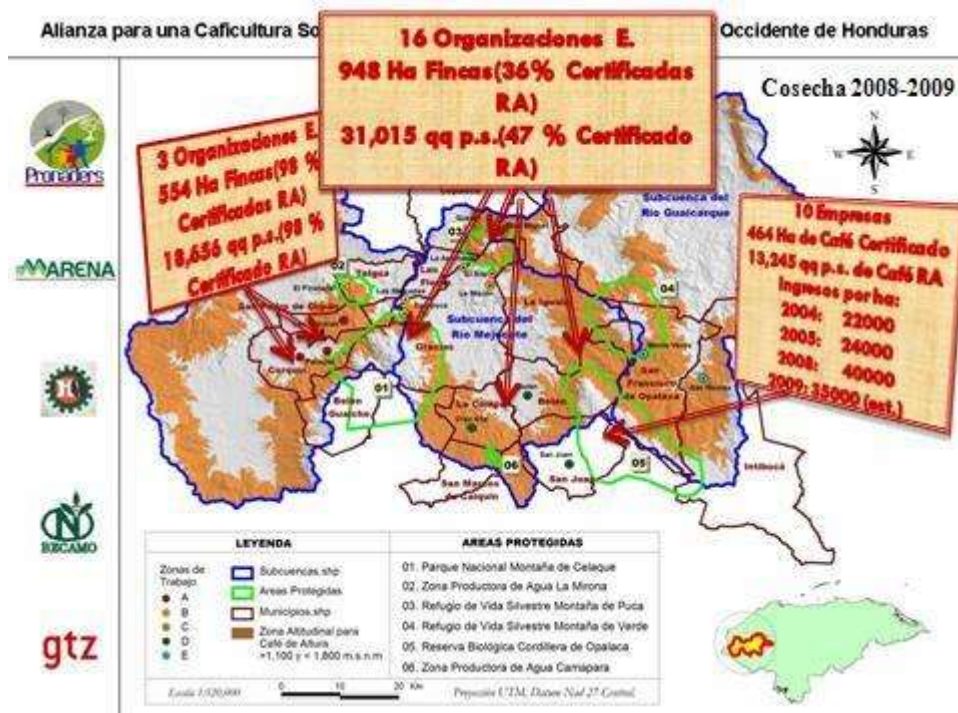 Alianza para una Caficultura So
Occidente de Honduras
16 Organizaciones E.
948 Ha Fincas(36% Certificadas
RA)
31,015 qq p.s.(47 % Certificado
RA)
Cosecha 2008-2009
N
W E
S
Pronaders
MARENA
BECAMO
gtz
3 Organizaciones E.
554 Ha Fincas(98 %
Certificadas RA)
18,656 qq p.s.(98 %
Certificado RA)
10 Empresas
464 Ha de Café Certificado
13,245 qq p.s. de Café RA
Ingresos por ha:
2004: 22000
2005: 24000
2008: 40000
2009: 35000 (est.)
Subcuenca del
Río Guaicarque
03
02
Talgua
04
Las
Subcuenca del
Río Mejocote
Gracias
La Iguala
San
Francisco
de Opalaca
Corquín
01
Belén
Gualcho
La Campa
Belén
06
San Juan
San Juan
05
San Marcos
de Caiquín
Intibucá
LEYENDA
Zonas de
Trabajo
A
B
C
D
E
Subcuencas.shp
Areas Protegidas
Municipios.shp
Zona Altitudinal para
Café de Altura
>1,100 y < 1,800 m.s.n.m
AREAS PROTEGIDAS
01. Parque Nacional Montaña de Celaque
02. Zona Productora de Agua La Mirona
03. Refugio de Vida Silvestre Montaña de Puca
04. Refugio de Vida Silvestre Montaña de Verde
05. Reserva Biológica Cordillera de Opalaca
06. Zona Productora de Agua Camapara
Escala 1:520,000
0 10 20 Km
Proyección UTM, Datum Nad 27 Central.